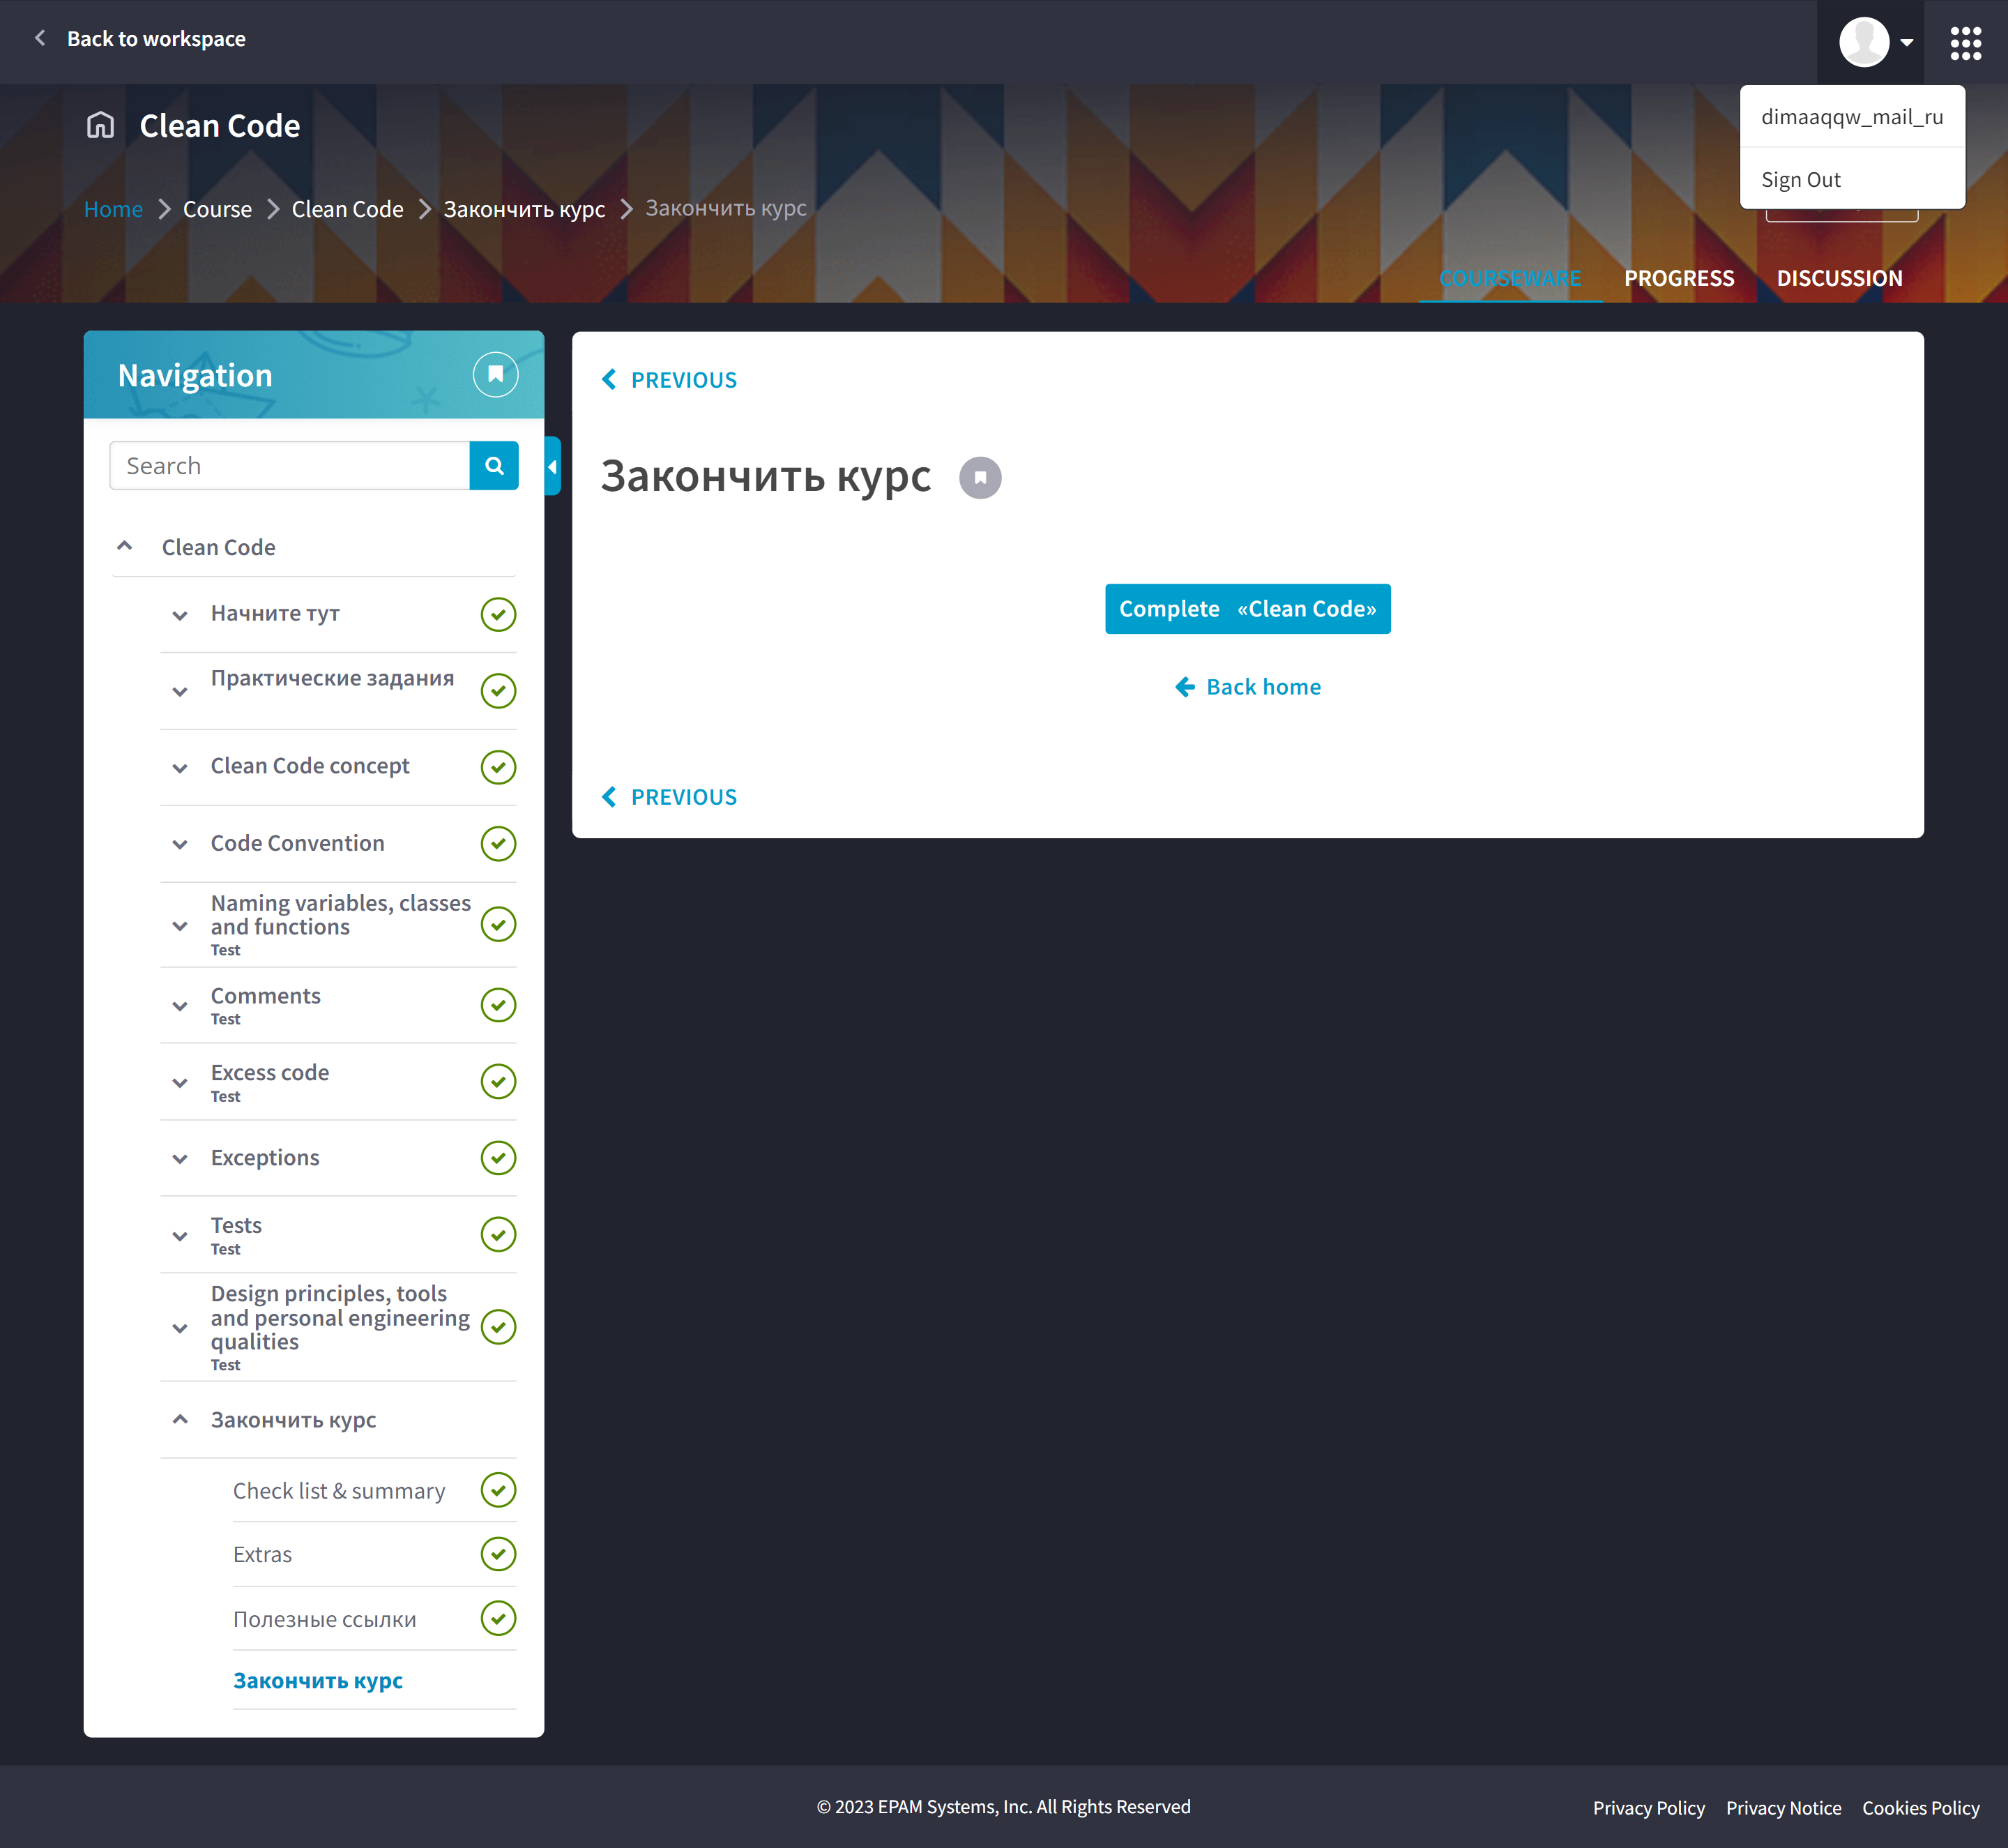 Back to workspace
dimaaqqw_mail_ru
Sign Out
Clean Code
Home Course Clean Code Закончить курс Закончить курс
COURSEWARE PROGRESS DISCUSSION
Navigation
Search
Clean Code
Начните тут
Практические задания
Clean Code concept
Code Convention
Naming variables, classes
and functions
Test
Comments
Test
Excess code
Test
Exceptions
Tests
Test
Design principles, tools
and personal engineering
qualities
Test
Закончить курс
Check list & summary
Extras
Полезные ссылки
Закончить курс
PREVIOUS
Закончить курс
Complete «Clean Code»
Back home
PREVIOUS
© 2023 EPAM Systems, Inc. All Rights Reserved
Privacy Policy Privacy Notice Cookies Policy